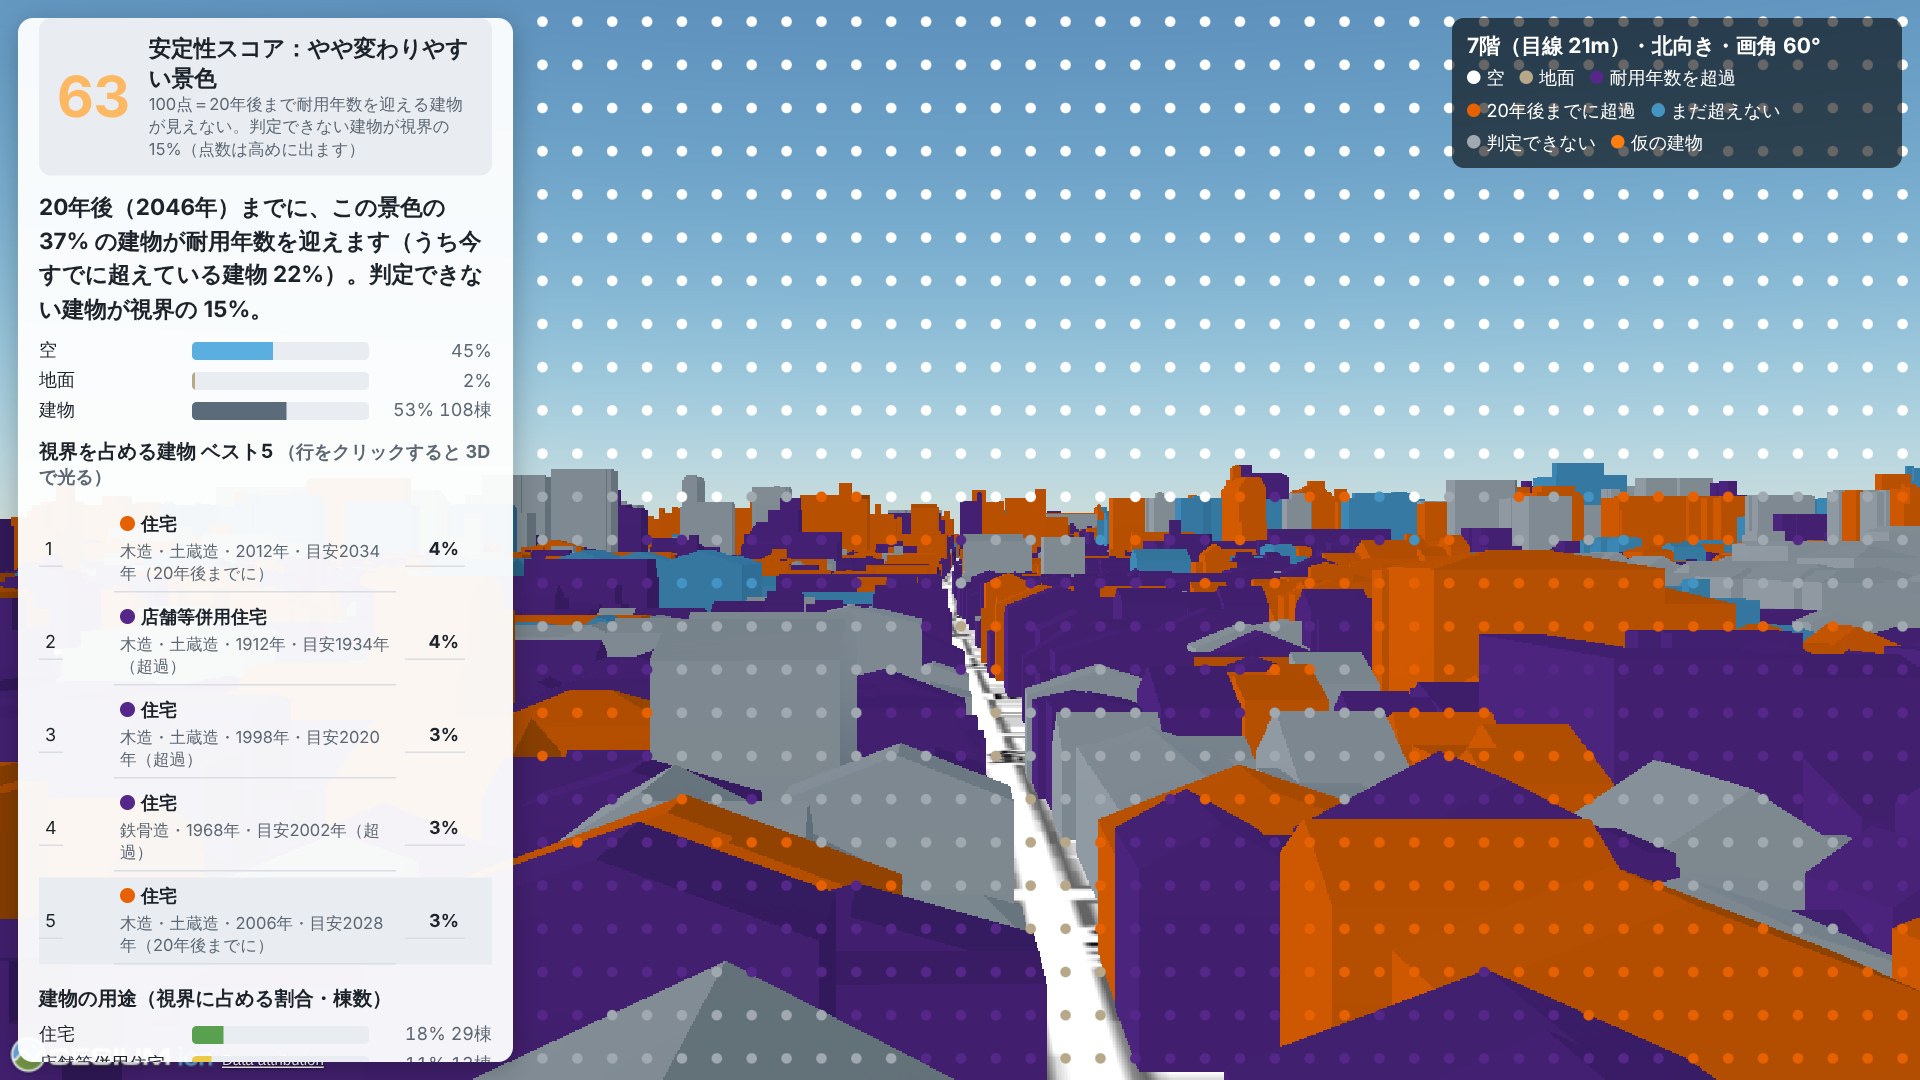 63
安定性スコア：やや変わりやす
い景色
100点＝20年後まで耐用年数を迎える建物
が見えない。判定できない建物が視界の
15%（点数は高めに出ます）
20年後（2046年）までに、この景色の
37% の建物が耐用年数を迎えます（うち今
すでに超えている建物 22%）。判定できな
い建物が視界の 15%。
空 45%
地面 2%
建物 53% 108棟
視界を占める建物 ベスト5 （行をクリックすると 3D
で光る）
1 住宅 4%
木造・土蔵造・2012年・目安2034
年（20年後までに）
2 店舗等併用住宅 4%
木造・土蔵造・1912年・目安1934年
（超過）
3 住宅 3%
木造・土蔵造・1998年・目安2020
年（超過）
4 住宅 3%
鉄骨造・1968年・目安2002年（超
過）
5 住宅 3%
木造・土蔵造・2006年・目安2028
年（20年後までに）
建物の用途（視界に占める割合・棟数）
住宅 18% 29棟
店舗等併用住宅 11% 12棟
CESIUM ion Data attribution
7階（目線 21m）・北向き・画角 60°
空 地面 耐用年数を超過
20年後までに超過 まだ超えない
判定できない 仮の建物